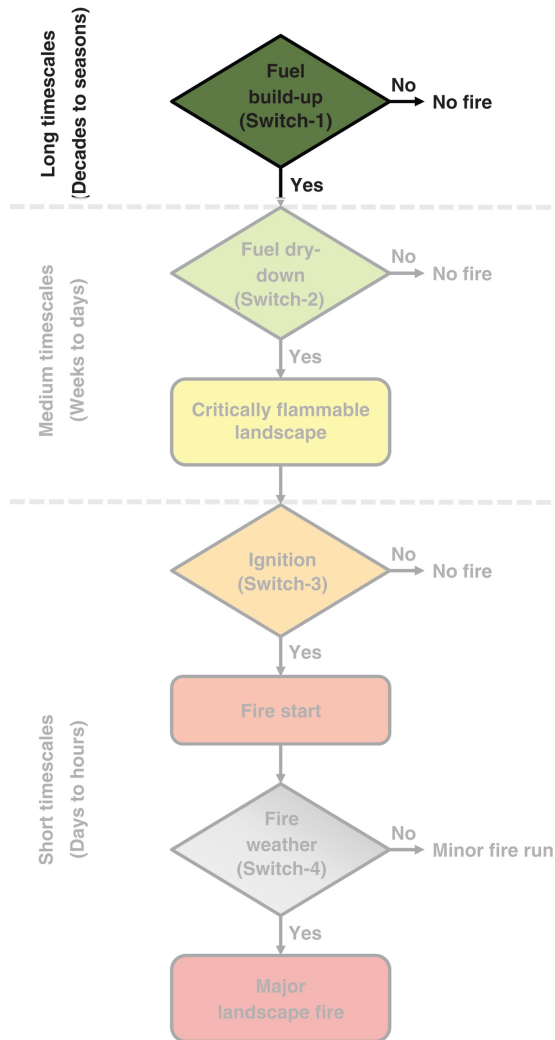 Long timescales
(Decades to seasons)
Fuel
build-up
(Switch-1)
No
No fire
Yes
Medium timescales
(Weeks to days)
Fuel dry-
down
(Switch-2)
No
No fire
Yes
Critically flammable
landscape
Short timescales
(Days to hours)
Ignition
(Switch-3)
No
No fire
Yes
Fire start
Fire
weather
(Switch-4)
No
Minor fire run
Yes
Major
landscape fire